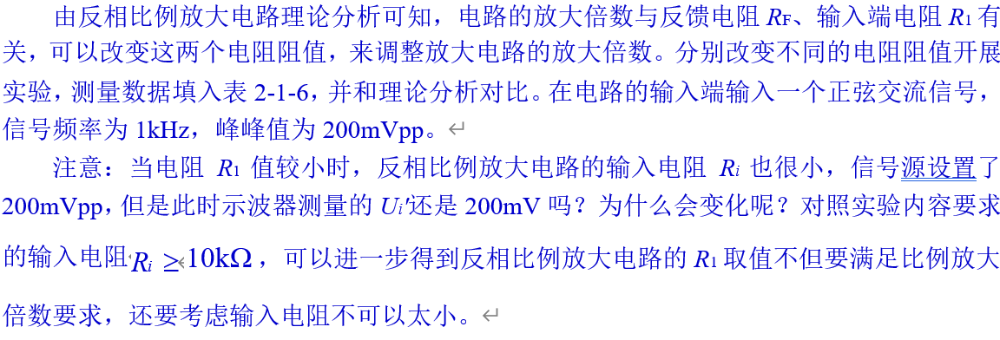 由反相比例放大电路理论分析可知，电路的放大倍数与反馈电阻 RF、输入端电阻 R1 有
关，可以改变这两个电阻阻值，来调整放大电路的放大倍数。分别改变不同的电阻阻值开展
实验，测量数据填入表 2-1-6，并和理论分析对比。在电路的输入端输入一个正弦交流信号，
信号频率为 1kHz，峰峰值为 200mVpp。↵
注意：当电阻 R1 值较小时，反相比例放大电路的输入电阻 Ri 也很小，信号源设置了
200mVpp，但是此时示波器测量的 Ui′还是 200mV 吗？为什么会变化呢？对照实验内容要求
的输入电阻 Ri ≥10kΩ，可以进一步得到反相比例放大电路的 R1 取值不但要满足比例放大
倍数要求，还要考虑输入电阻不可以太小。↵